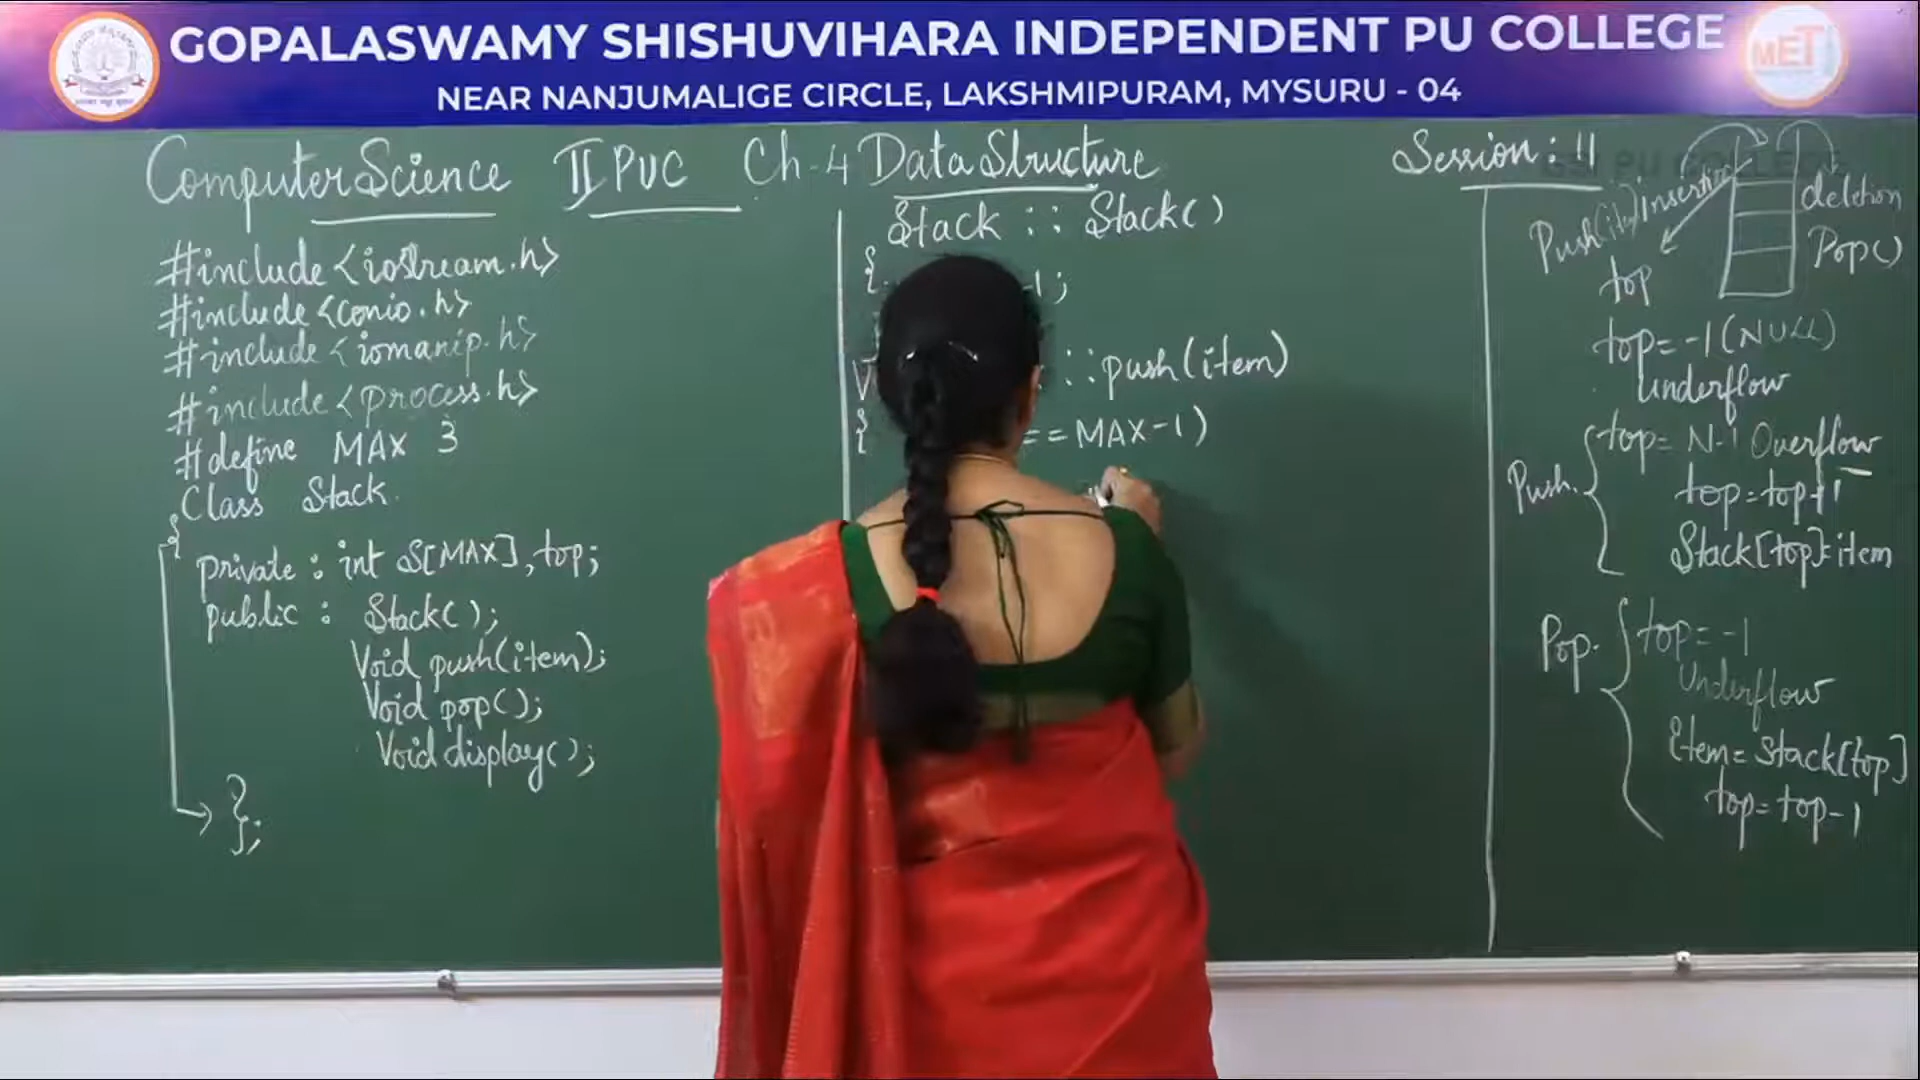 GOPALASWAMY SHISHUVIHARA INDEPENDENT PU COLLEGE
NEAR NANJUMALIGE CIRCLE, LAKSHMIPURAM, MYSURU - 04
MET
Computer Science II PUC Ch-4 Data Structure
Session: 11
GSI PU COLLEGE
#include <iostream.h>
#include <conio.h>
#include <iomanip.h>
#include <process.h>
#define MAX 3
Class Stack
{
private : int S[MAX], top;
public : Stack();
Void push(item);
Void pop();
Void display();
};
Stack :: Stack()
{
-1;
V
:: push(item)
{
== MAX-1)
Push(item) insertion
deletion
Pop()
top
top = -1 (NULL)
Underflow
Push. { top = N-1 Overflow
top = top+1
Stack[top] = item
Pop. { top = -1
Underflow
Item = Stack[top]
top = top-1